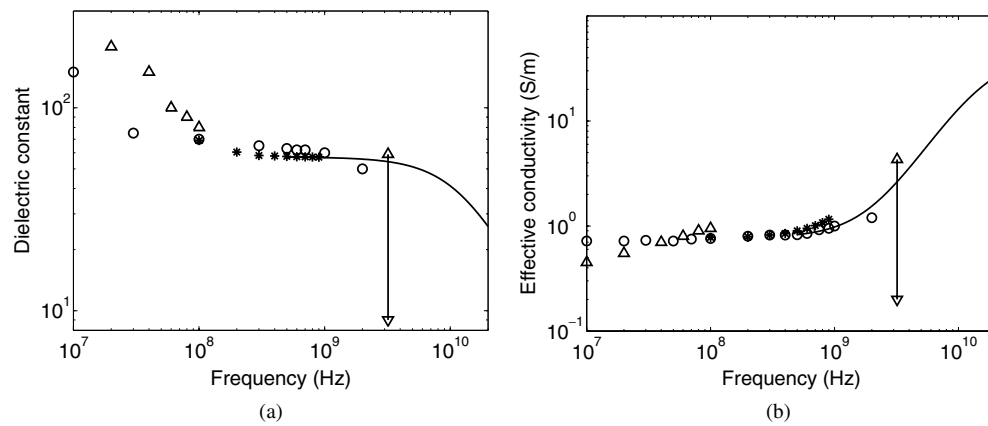 Dielectric constant
10^2
10^1
10^7
10^8
10^9
10^10
Frequency (Hz)
(a)
Effective conductivity (S/m)
10^1
10^0
10^-1
10^7
10^8
10^9
10^10
Frequency (Hz)
(b)